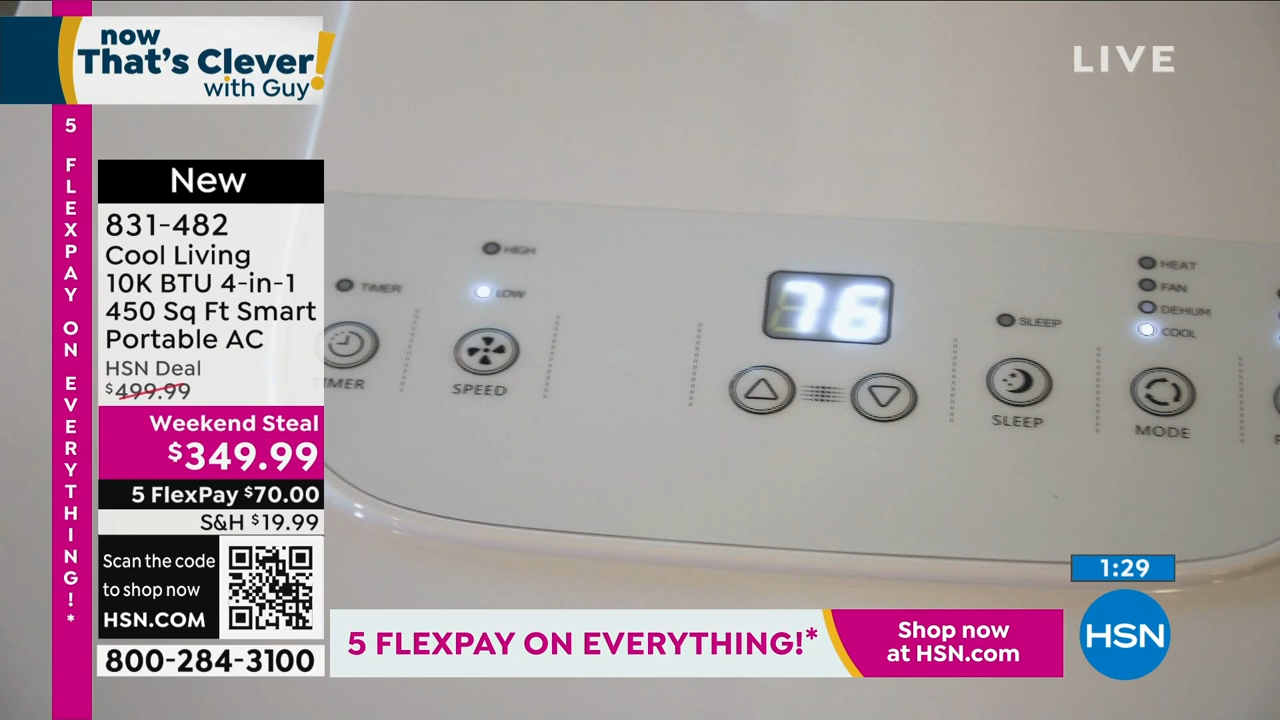 now
That's Clever!
with Guy
LIVE
5 FLEXPAY ON EVERYTHING!*
New
831-482
Cool Living
10K BTU 4-in-1
450 Sq Ft Smart
Portable AC
HSN Deal
$499.99
Weekend Steal
$349.99
5 FlexPay $70.00
S&H $19.99
Scan the code
to shop now
HSN.COM
800-284-3100
HIGH
TIMER
LOW
TIMER
SPEED
76
SLEEP
SLEEP
HEAT
FAN
DEHUM
COOL
MODE
1:29
5 FLEXPAY ON EVERYTHING!*
Shop now
at HSN.com
HSN